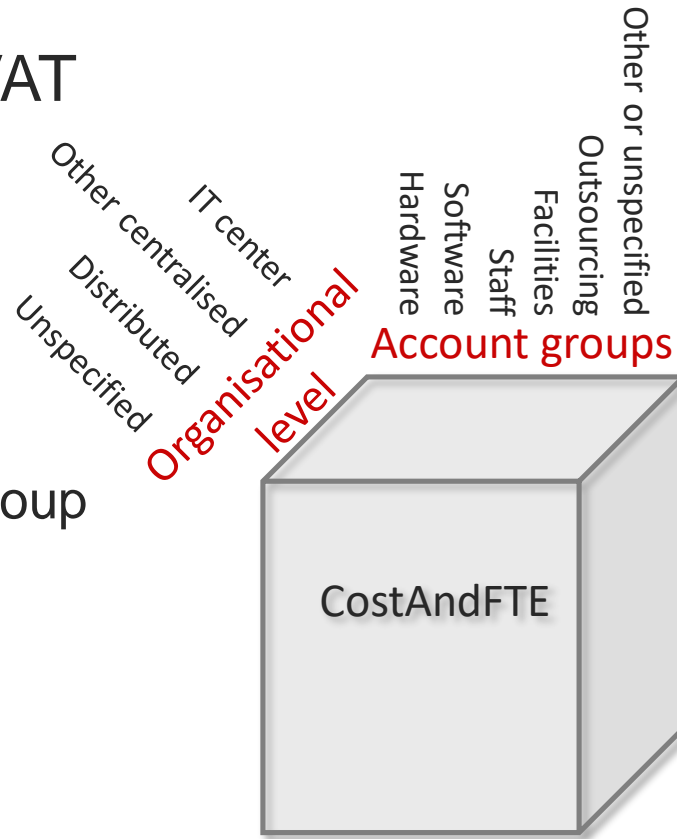 /AT
Other centralised
IT center
Distributed
Unspecified
Organisational
level
Hardware
Software
Staff
Facilities
Outsourcing
Other or unspecified
Account groups
oup
CostAndFTE